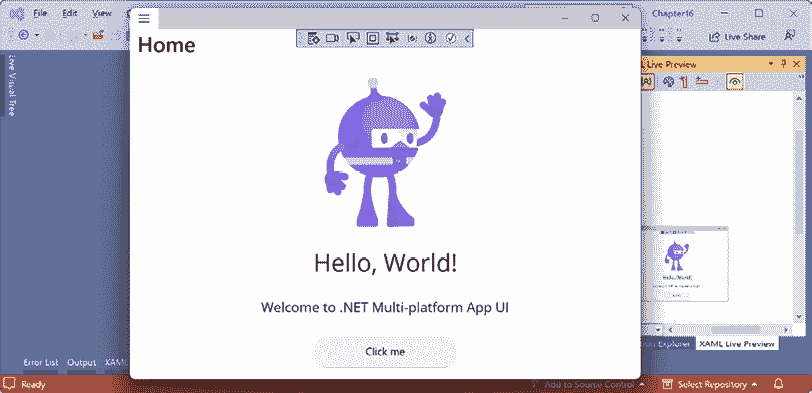 File Edit View Chapter16
Live Share
Home
Live Visual Tree
Live Preview
Hello, World!
Welcome to .NET Multi-platform App UI
Click me
Error List Output XAML
Explorer XAML Live Preview
Ready Add to Source Control Select Repository